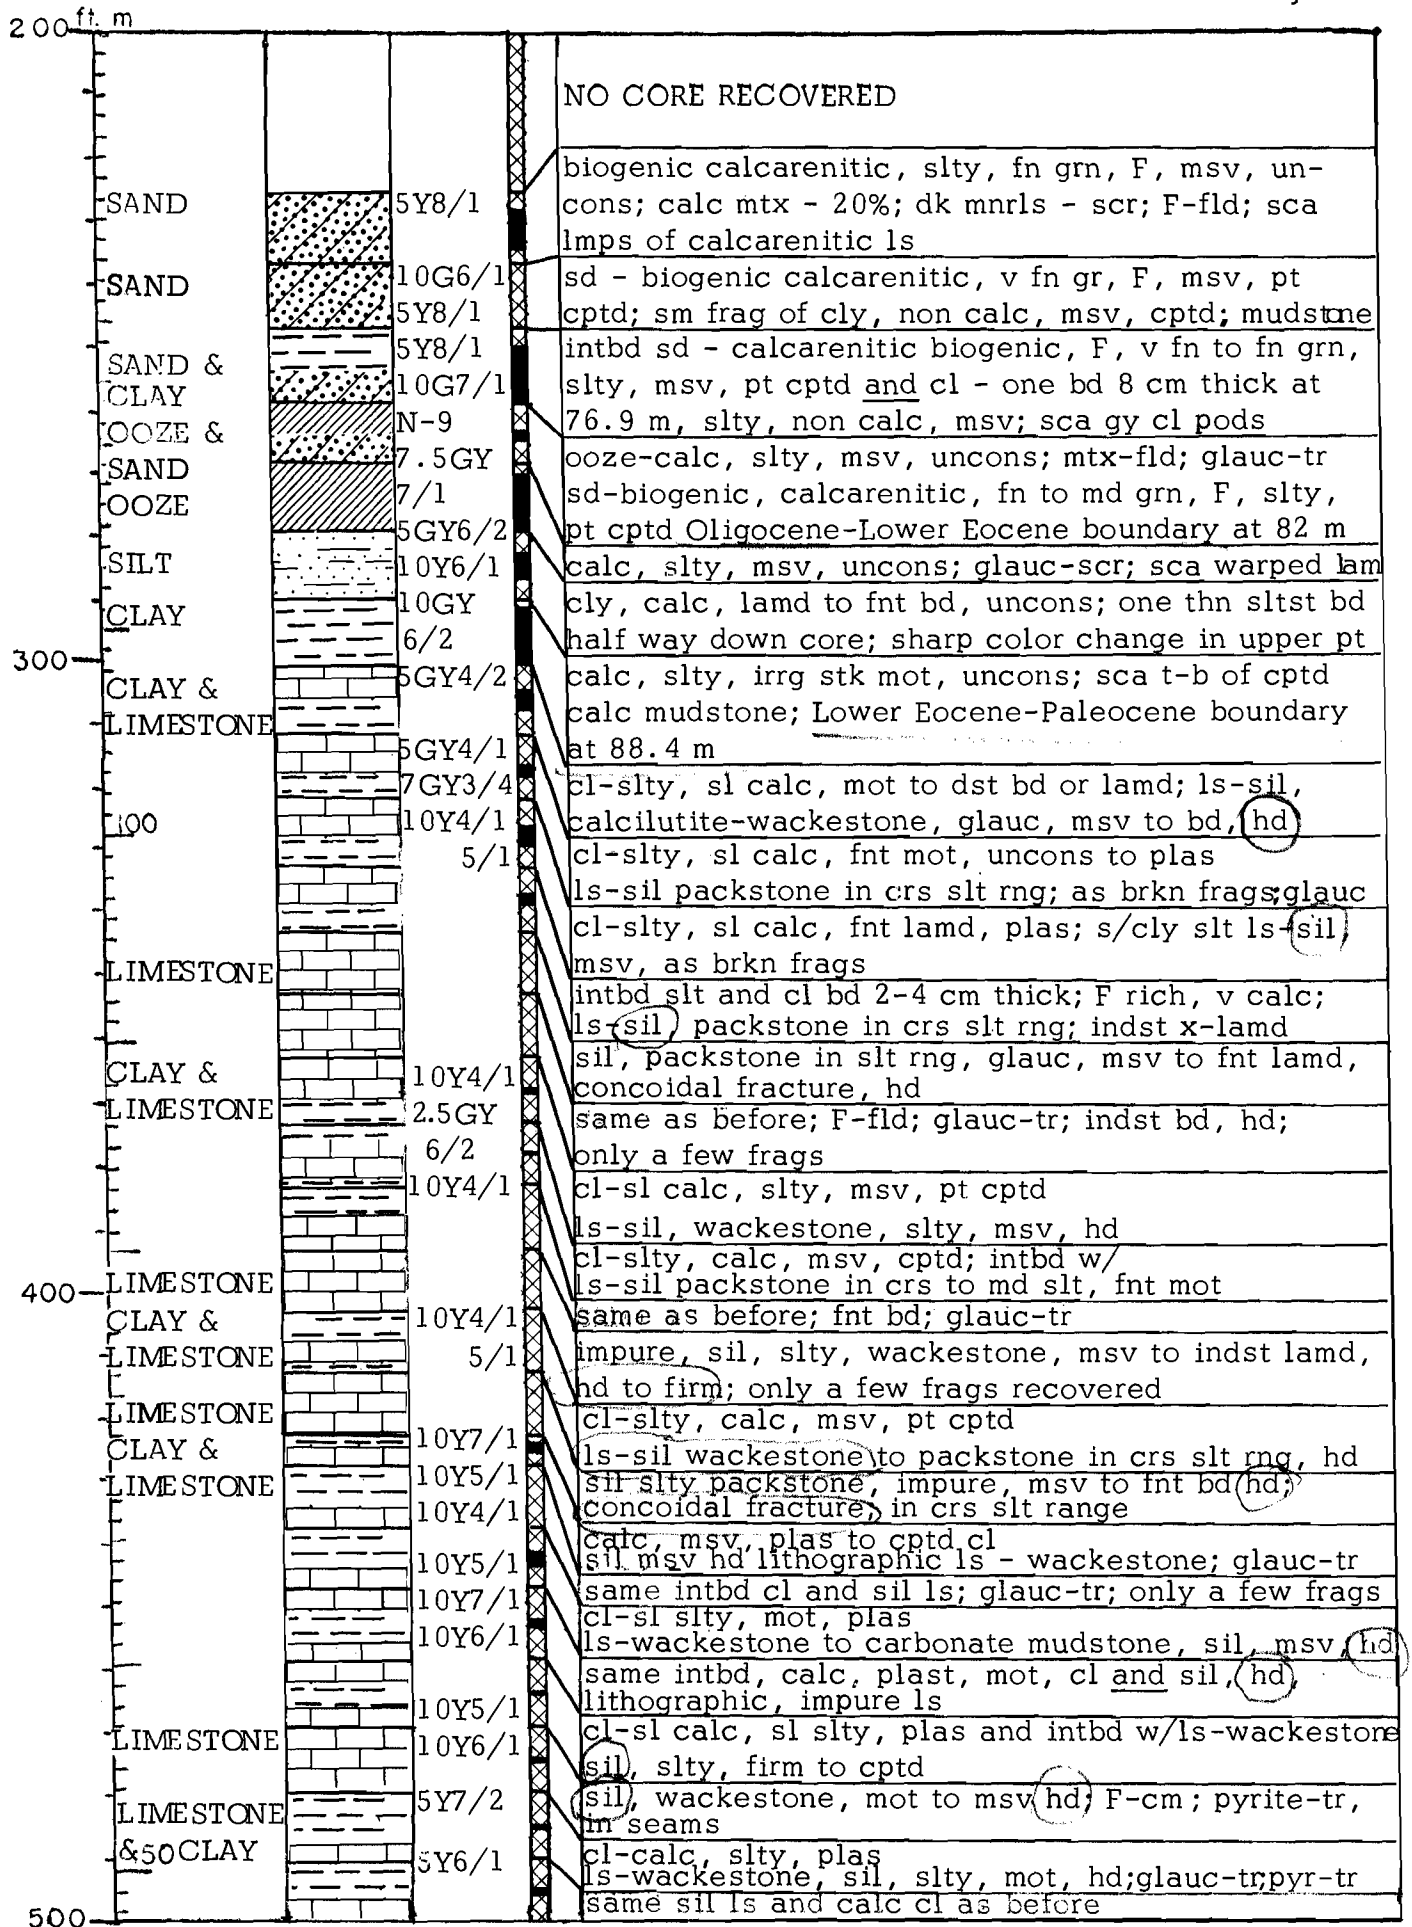 200 ft. m
NO CORE RECOVERED
SAND
5Y8/1
biogenic calcarenitic, slty, fn grn, F, msv, un-
cons; calc mtx - 20%; dk mnrls - scr; F-fld; sca
lmps of calcarenitic ls
SAND
10G6/1
5Y8/1
sd - biogenic calcarenitic, v fn gr, F, msv, pt
cptd; sm frag of cly, non calc, msv, cptd; mudstone
SAND &
CLAY
5Y8/1
10G7/1
intbd sd - calcarenitic biogenic, F, v fn to fn grn,
slty, msv, pt cptd and cl - one bd 8 cm thick at
76.9 m, slty, non calc, msv; sca gy cl pods
OOZE &
SAND
N-9
7.5GY
7/1
ooze-calc, slty, msv, uncons; mtx-fld; glauc-tr
sd-biogenic, calcarenitic, fn to md grn, F, slty,
pt cptd Oligocene-Lower Eocene boundary at 82 m
OOZE
5GY6/2
calc, slty, msv, uncons; glauc-scr; sca warped lam
SILT
10Y6/1
cly, calc, lamd to fnt bd, uncons; one thn sltst bd
half way down core; sharp color change in upper pt
CLAY
10GY
6/2
300
calc, slty, irrg stk mot, uncons; sca t-b of cptd
calc mudstone; Lower Eocene-Paleocene boundary
at 88.4 m
CLAY &
LIMESTONE
5GY4/2
5GY4/1
7GY3/4
10Y4/1
5/1
100
cl-slty, sl calc, mot to dst bd or lamd; ls-sil,
calcilutite-wackestone, glauc, msv to bd, hd
cl-slty, sl calc, fnt mot, uncons to plas
ls-sil packstone in crs slt rng; as brkn frags;glauc
cl-slty, sl calc, fnt lamd, plas; s/cly slt ls-sil,
msv, as brkn frags
intbd slt and cl bd 2-4 cm thick; F rich, v calc;
ls-sil, packstone in crs slt rng; indst x-lamd
LIMESTONE
sil, packstone in slt rng, glauc, msv to fnt lamd,
concoidal fracture, hd
same as before; F-fld; glauc-tr; indst bd, hd;
only a few frags
CLAY &
LIMESTONE
10Y4/1
2.5GY
6/2
10Y4/1
cl-sl calc, slty, msv, pt cptd
ls-sil, wackestone, slty, msv, hd
cl-slty, calc, msv, cptd; intbd w/
ls-sil packstone in crs to md slt, fnt mot
same as before; fnt bd; glauc-tr
LIMESTONE
400
impure, sil, slty, wackestone, msv to indst lamd,
hd to firm; only a few frags recovered
CLAY &
LIMESTONE
10Y4/1
5/1
cl-slty, calc, msv, pt cptd
ls-sil wackestone to packstone in crs slt rng, hd
LIMESTONE
sil slty packstone, impure, msv to fnt bd hd;
concoidal fracture, in crs slt range
CLAY &
LIMESTONE
10Y7/1
10Y5/1
10Y4/1
10Y5/1
10Y7/1
10Y6/1
10Y5/1
calc, msv, plas to cptd cl
sil msv hd lithographic ls - wackestone; glauc-tr
same intbd cl and sil ls; glauc-tr; only a few frags
cl-sl slty, mot, plas
ls-wackestone to carbonate mudstone, sil, msv, hd
same intbd, calc, plast, mot, cl and sil, hd,
lithographic, impure ls
cl-sl calc, sl slty, plas and intbd w/ls-wackestone
sil, slty, firm to cptd
LIMESTONE
10Y6/1
sil, wackestone, mot to msv hd; F-cm; pyrite-tr,
in seams
LIMESTONE
&50CLAY
5Y7/2
5Y6/1
cl-calc, slty, plas
ls-wackestone, sil, slty, mot, hd;glauc-tr;pyr-tr
same sil ls and calc cl as before
500